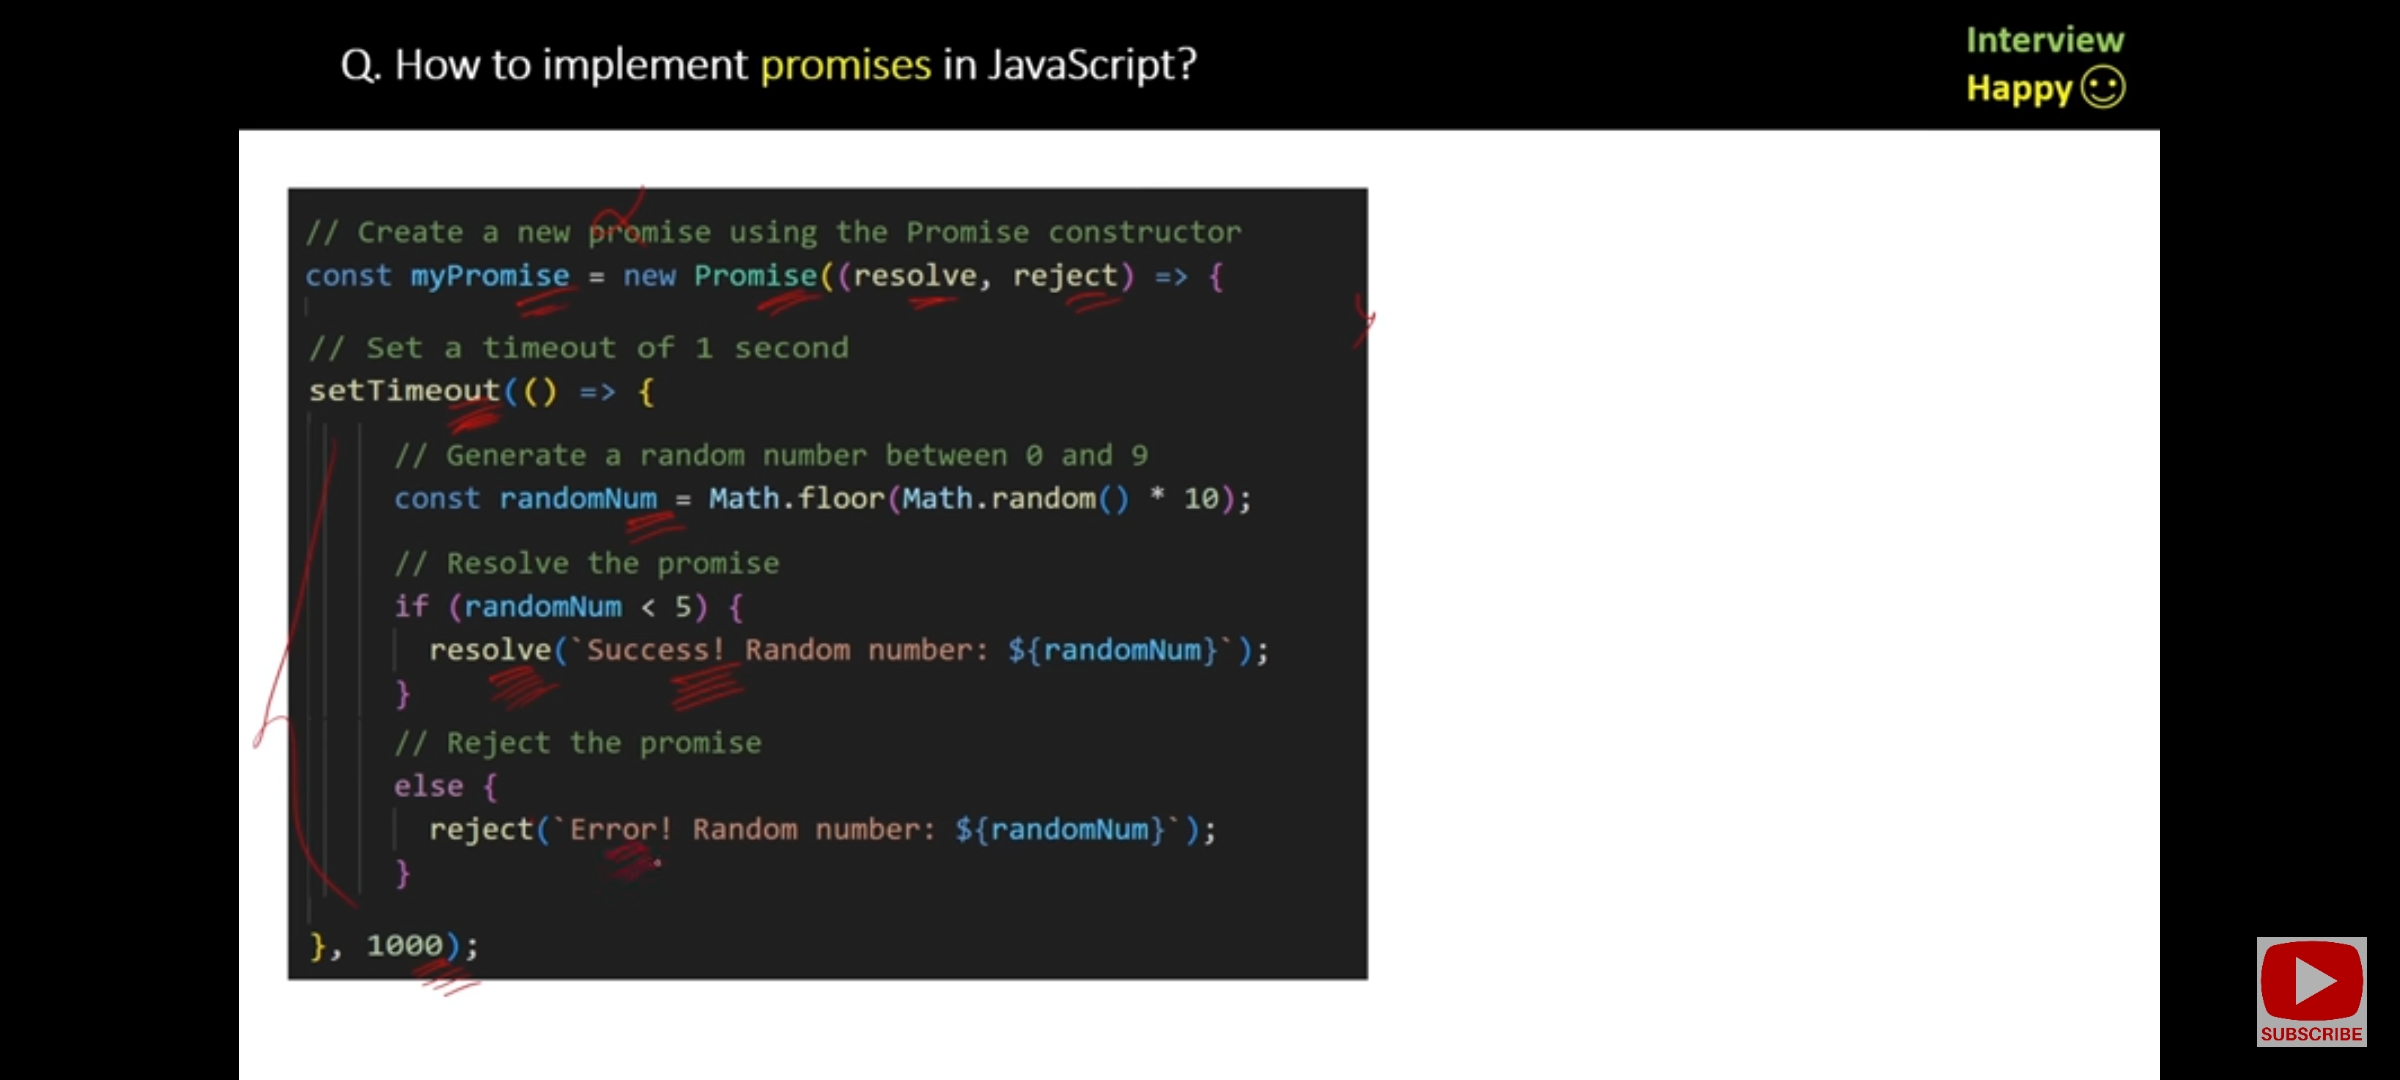 Q. How to implement promises in JavaScript?
Interview
Happy
// Create a new promise using the Promise constructor
const myPromise = new Promise((resolve, reject) => {
// Set a timeout of 1 second
setTimeout(() => {
// Generate a random number between 0 and 9
const randomNum = Math.floor(Math.random() * 10);
// Resolve the promise
if (randomNum < 5) {
resolve(`Success! Random number: ${randomNum}`);
}
// Reject the promise
else {
reject(`Error! Random number: ${randomNum}`);
}
}, 1000);
SUBSCRIBE